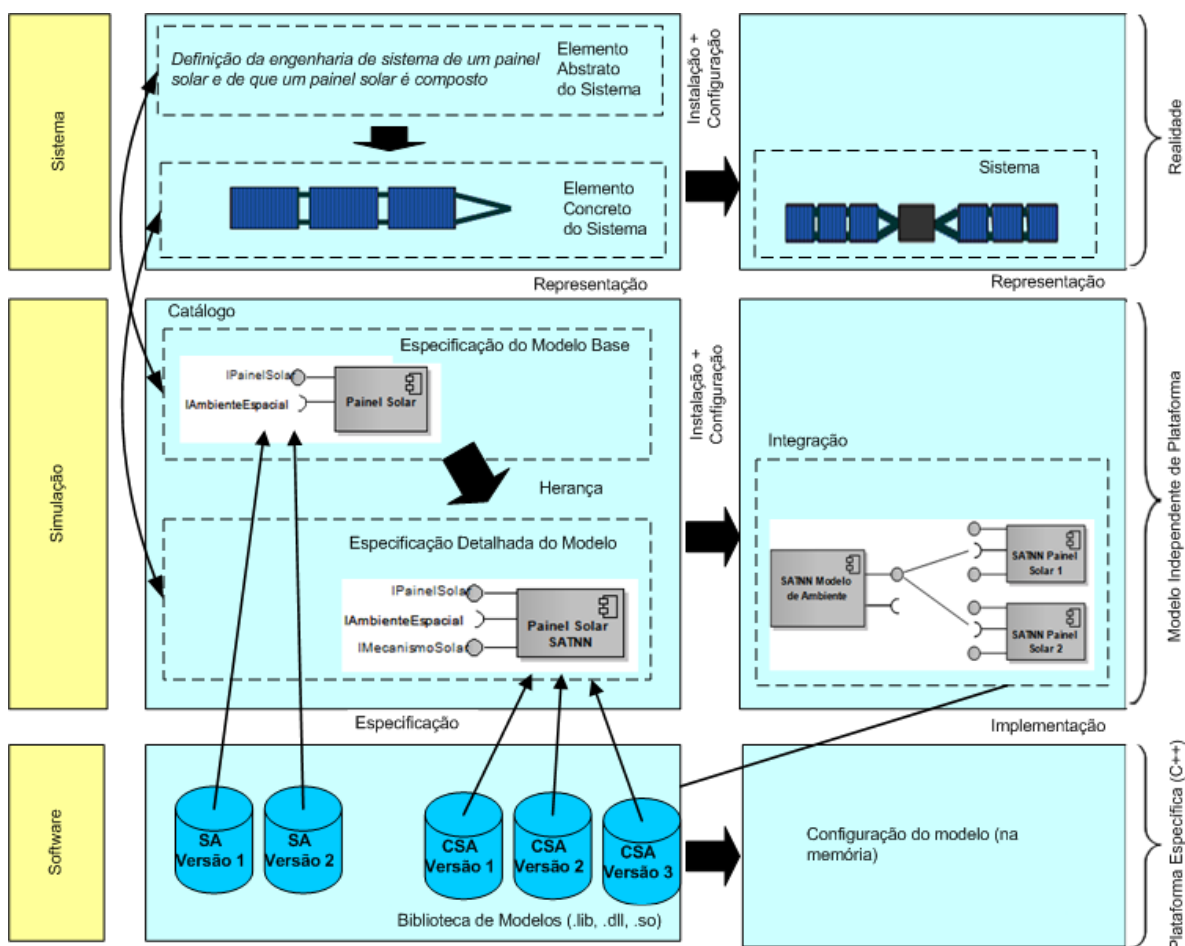 Sistema
Definição da engenharia de sistema de um painel
solar e de que um painel solar é composto
Elemento
Abstrato
do Sistema
Elemento
Concreto
do Sistema
Instalação +
Configuração
Sistema
Realidade
Representação
Representação
Simulação
Catálogo
Especificação do Modelo Base
IPainelSolar
IAmbienteEspacial
Painel Solar
Herança
Especificação Detalhada do Modelo
IPainelSolar
IAmbienteEspacial
IMecanismoSolar
Painel Solar
SATNN
Instalação +
Configuração
Integração
SATNN Modelo
de Ambiente
SATNN Painel
Solar 1
SATNN Painel
Solar 2
Modelo Independente de Plataforma
Especificação
Implementação
Software
SA
Versão 1
SA
Versão 2
CSA
Versão 1
CSA
Versão 2
CSA
Versão 3
Biblioteca de Modelos (.lib, .dll, .so)
Configuração do modelo (na
memória)
Plataforma Específica (C++)